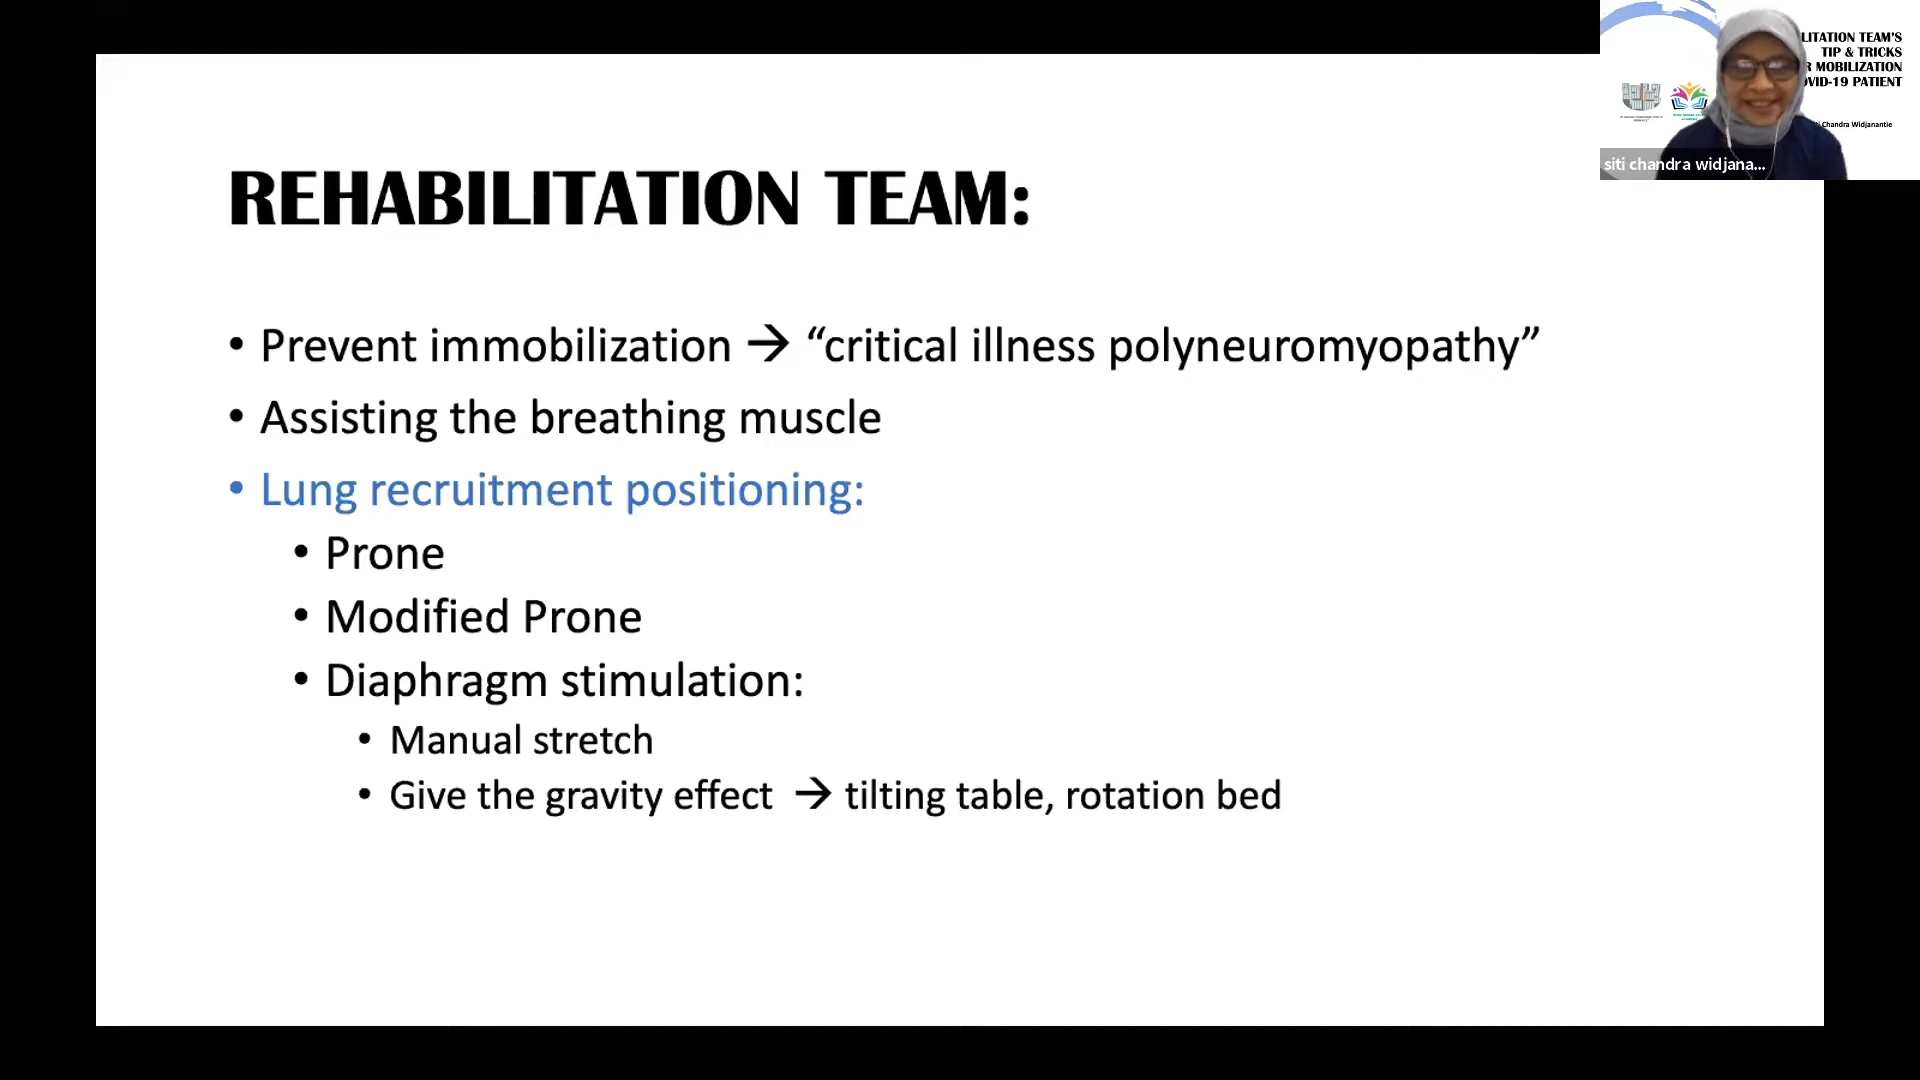 REHABILITATION TEAM:
• Prevent immobilization → “critical illness polyneuromyopathy”
• Assisting the breathing muscle
• Lung recruitment positioning:
• Prone
• Modified Prone
• Diaphragm stimulation:
• Manual stretch
• Give the gravity effect → tilting table, rotation bed
LITATION TEAM’S
TIP & TRICKS
R MOBILIZATION
OVID-19 PATIENT
ti Chandra Widjanantie
siti chandra widjana...